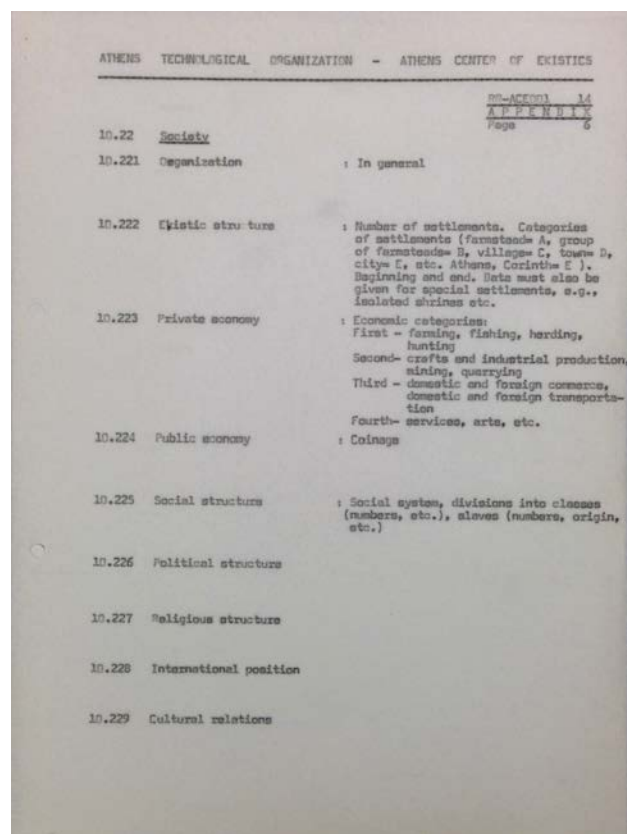 ATHENS TECHNOLOGICAL ORGANIZATION - ATHENS CENTER OF EKISTICS
RR-ACE001 14
APPENDIX
Page 6
10.22 Society
10.221 Organization : In general
10.222 Ekistic structure : Number of settlements. Categories
of settlements (farmstead= A, group
of farmsteads= B, village= C, town= D,
city= E, etc. Athens, Corinth= E ).
Beginning and end. Data must also be
given for special settlements, e.g.,
isolated shrines etc.
10.223 Private economy : Economic categories:
First - farming, fishing, herding,
hunting
Second- crafts and industrial production,
mining, quarrying
Third - domestic and foreign commerce,
domestic and foreign transporta-
tion
Fourth- services, arts, etc.
10.224 Public economy : Coinage
10.225 Social structure : Social system, divisions into classes
(numbers, etc.), slaves (numbers, origin,
etc.)
10.226 Political structure
10.227 Religious structure
10.228 International position
10.229 Cultural relations